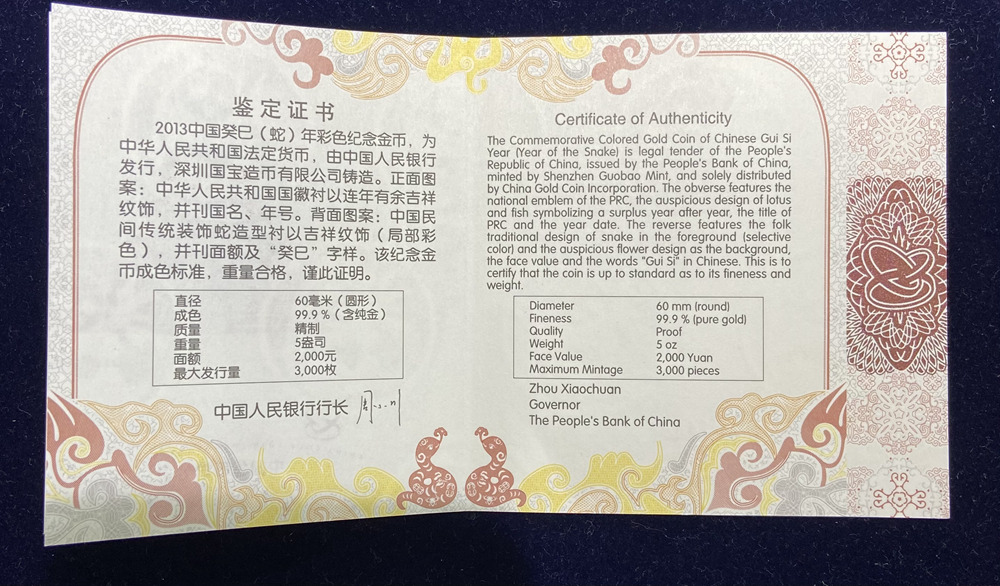 鉴定证书
2013中国癸巳（蛇）年彩色纪念金币，为
中华人民共和国法定货币，由中国人民银行
发行，深圳国宝造币有限公司铸造。正面图
案：中华人民共和国国徽衬以连年有余吉祥
纹饰，并刊国名、年号。背面图案：中国民
间传统装饰蛇造型衬以吉祥纹饰（局部彩
色），并刊面额及“癸巳”字样。该纪念金
币成色标准，重量合格，谨此证明。
直径 60毫米（圆形）
成色 99.9％（含纯金）
质量 精制
重量 5盎司
面额 2,000元
最大发行量 3,000枚
中国人民银行行长
Certificate of Authenticity
The Commemorative Colored Gold Coin of Chinese Gui Si
Year (Year of the Snake) is legal tender of the People's
Republic of China, issued by the People's Bank of China,
minted by Shenzhen Guobao Mint, and solely distributed
by China Gold Coin Incorporation. The obverse features the
national emblem of the PRC, the auspicious design of lotus
and fish symbolizing a surplus year after year, the title of
PRC and the year date. The reverse features the folk
traditional design of snake in the foreground (selective
color) and the auspicious flower design as the background,
the face value and the words "Gui Si" in Chinese. This is to
certify that the coin is up to standard as to its fineness and
weight.
Diameter 60 mm (round)
Fineness 99.9 % (pure gold)
Quality Proof
Weight 5 oz
Face Value 2,000 Yuan
Maximum Mintage 3,000 pieces
Zhou Xiaochuan
Governor
The People's Bank of China